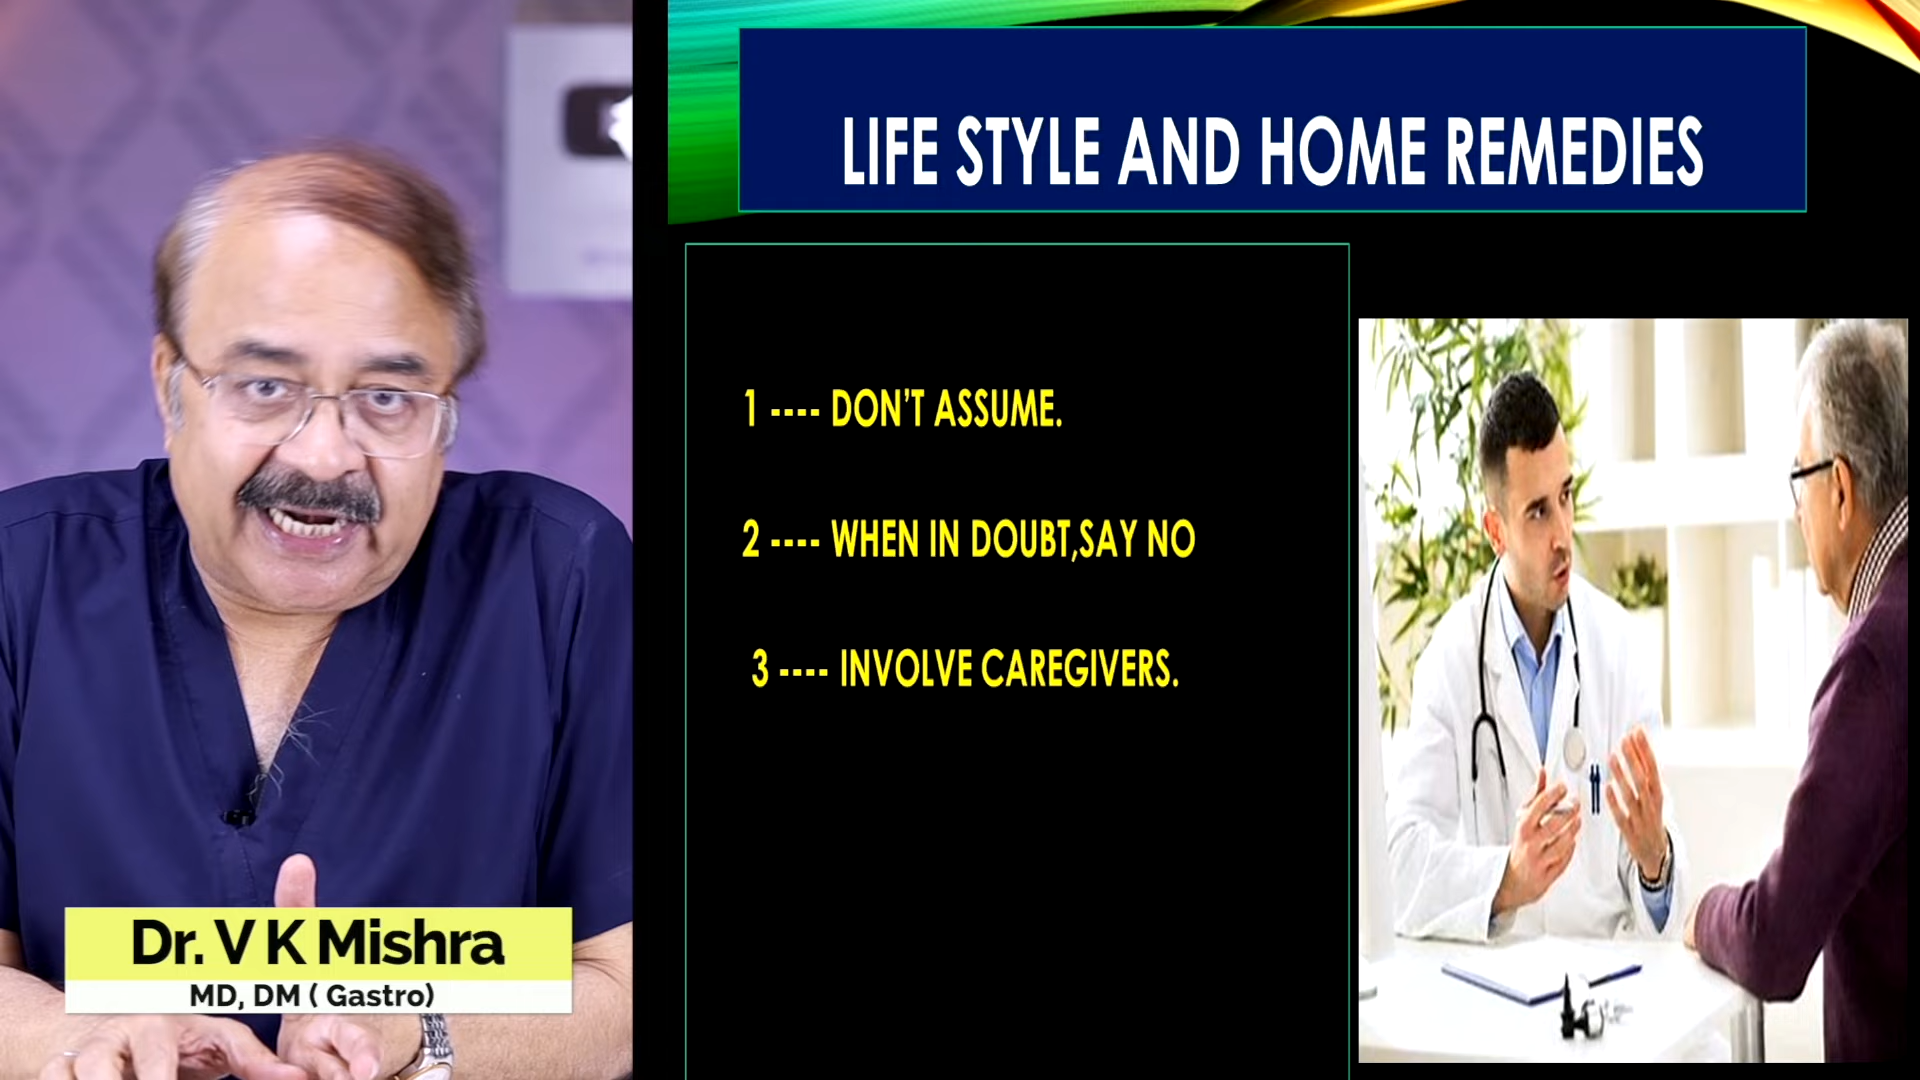 LIFE STYLE AND HOME REMEDIES
1 ---- DON'T ASSUME.
2 ---- WHEN IN DOUBT,SAY NO
3 ---- INVOLVE CAREGIVERS.
Dr. V K Mishra
MD, DM ( Gastro)